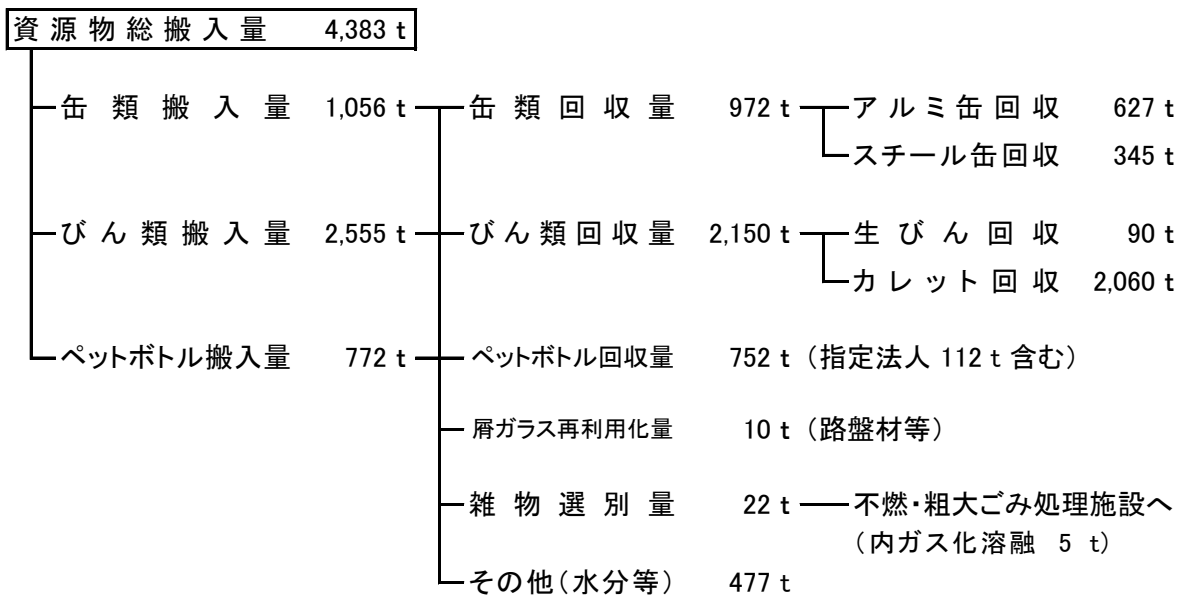 資源物総搬入量 4,383 t
缶類搬入量 1,056 t 缶類回収量 972 t アルミ缶回収 627 t
スチール缶回収 345 t
びん類搬入量 2,555 t びん類回収量 2,150 t 生びん回収 90 t
カレット回収 2,060 t
ペットボトル搬入量 772 t ペットボトル回収量 752 t（指定法人 112 t 含む）
屑ガラス再利用化量 10 t（路盤材等）
雑物選別量 22 t 不燃・粗大ごみ処理施設へ
（内ガス化溶融 5 t）
その他（水分等） 477 t